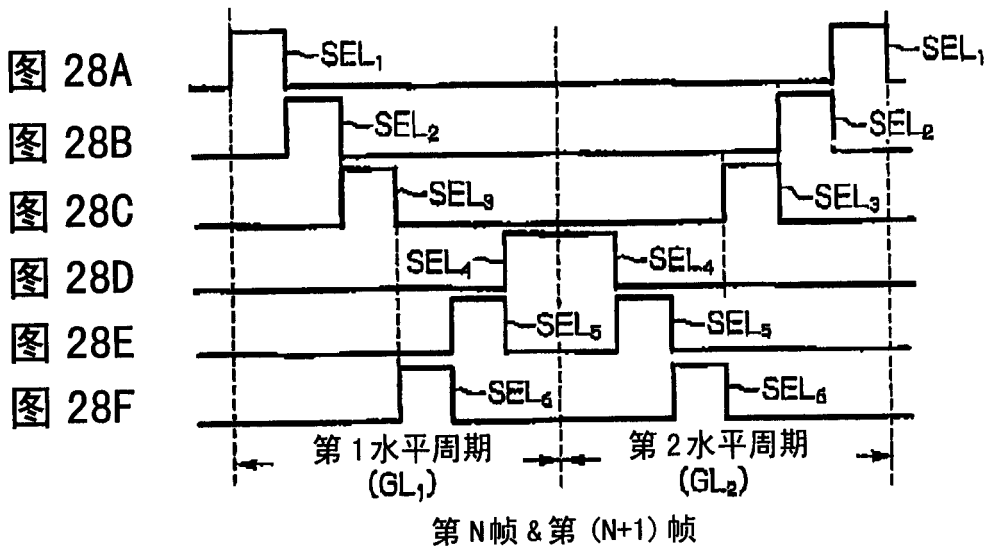 图 28A SEL₁ SEL₁
图 28B SEL₂ SEL₂
图 28C SEL₃ SEL₃
图 28D SEL₄ SEL₄
图 28E SEL₅ SEL₅
图 28F SEL₆ SEL₆
第1水平周期 第2水平周期
(GL₁) (GL₂)
第N帧&第(N+1)帧